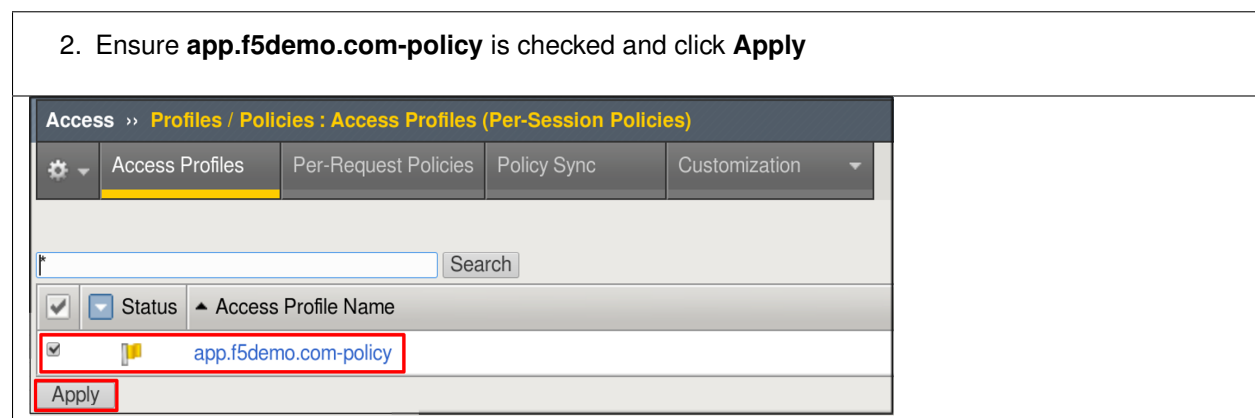 2. Ensure app.f5demo.com-policy is checked and click Apply
Access ›› Profiles / Policies : Access Profiles (Per-Session Policies)
Access Profiles Per-Request Policies Policy Sync Customization
* Search
Status Access Profile Name
app.f5demo.com-policy
Apply